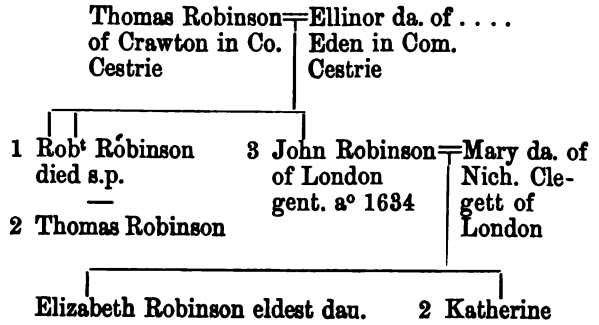 Thomas Robinson
of Crawton in Co.
Cestrie
Ellinor da. of . . . .
Eden in Com.
Cestrie
1 Robt Robinson
died s.p.
2 Thomas Robinson
3 John Robinson
of London
gent. ao 1634
Mary da. of
Nich. Cle-
gett of
London
Elizabeth Robinson eldest dau.
2 Katherine